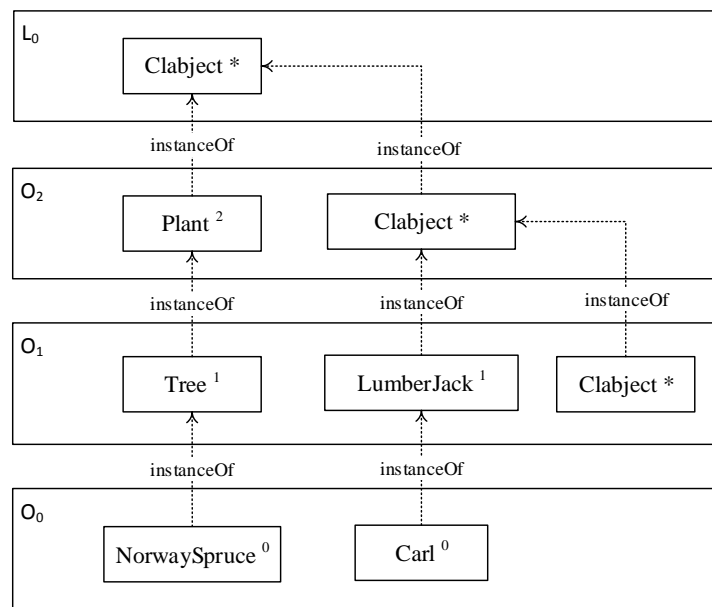 L₀
Clabject *
instanceOf instanceOf
O₂
Plant ² Clabject *
instanceOf instanceOf instanceOf
O₁
Tree ¹ LumberJack ¹ Clabject *
instanceOf instanceOf
O₀
NorwaySpruce ⁰ Carl ⁰